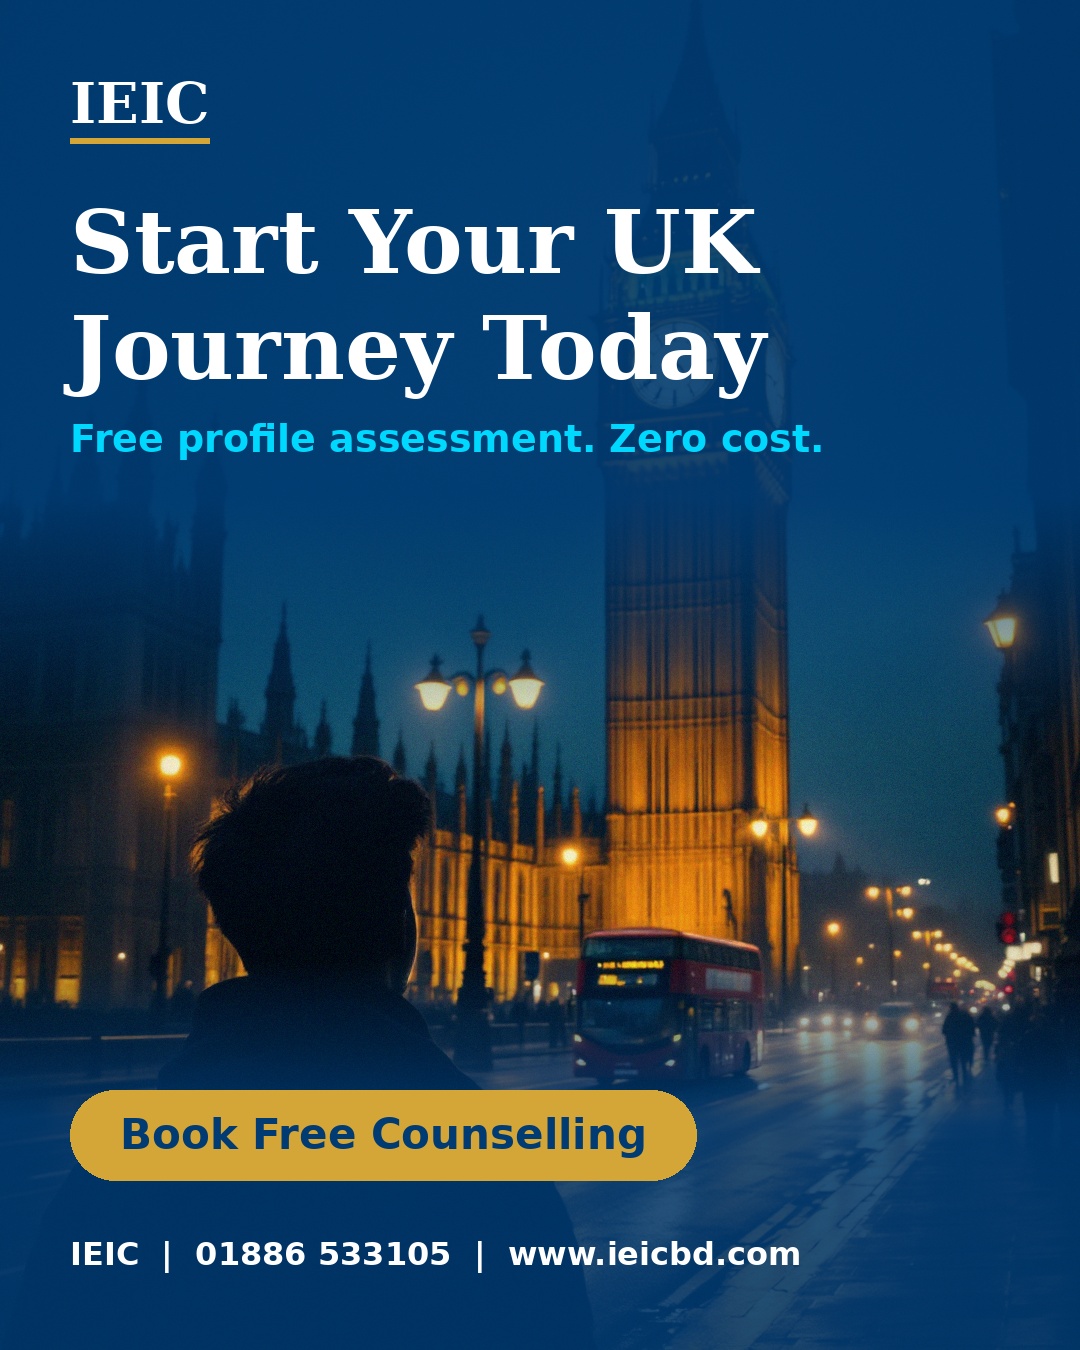 IEIC
Start Your UK
Journey Today
Free profile assessment. Zero cost.
Book Free Counselling
IEIC | 01886 533105 | www.ieicbd.com